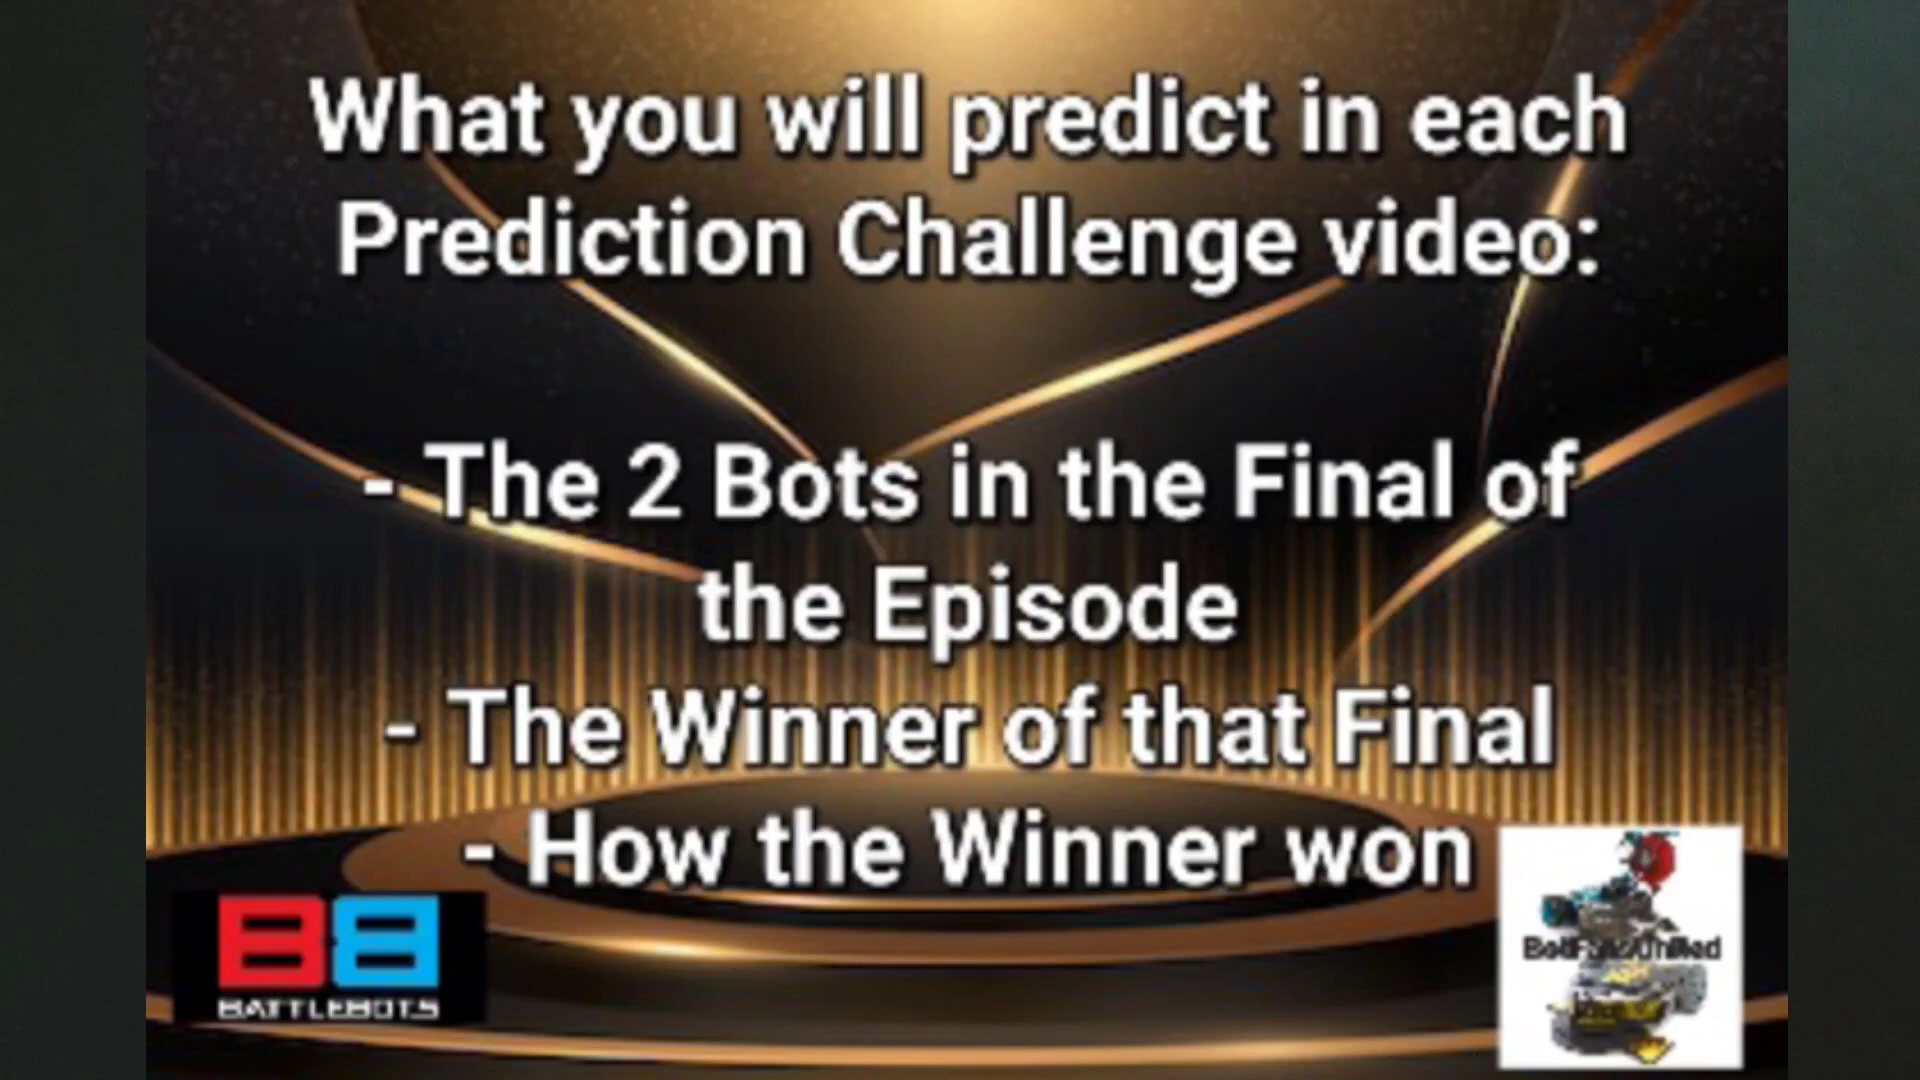 What you will predict in each
Prediction Challenge video:
- The 2 Bots in the Final of
the Episode
- The Winner of that Final
- How the Winner won
BATTLEBOTS